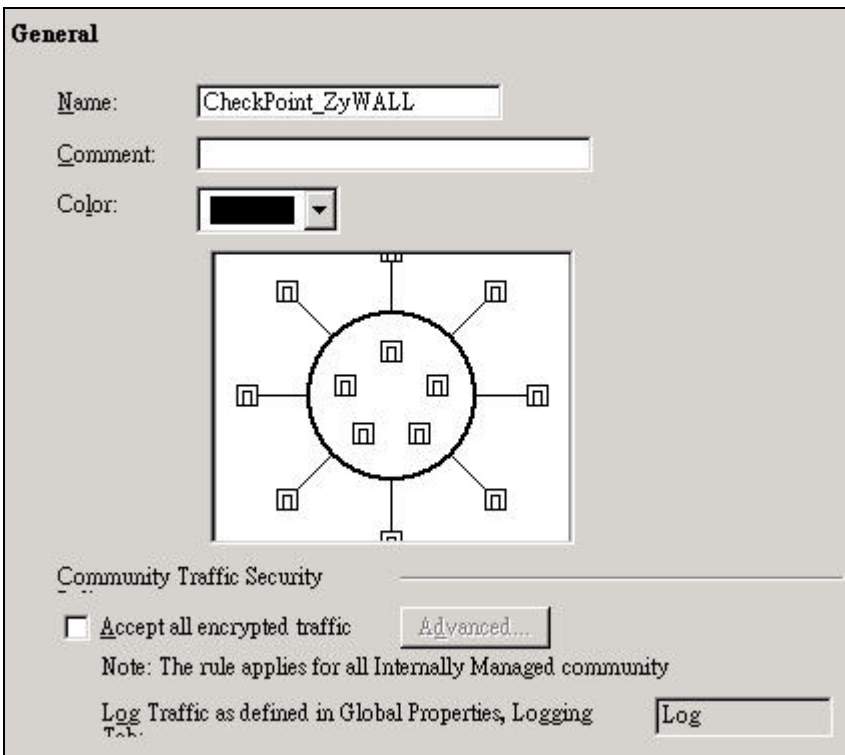 General
Name: CheckPoint_ZyWALL
Comment:
Color:
Community Traffic Security
Accept all encrypted traffic Advanced...
Note: The rule applies for all Internally Managed community
Log Traffic as defined in Global Properties, Logging Log